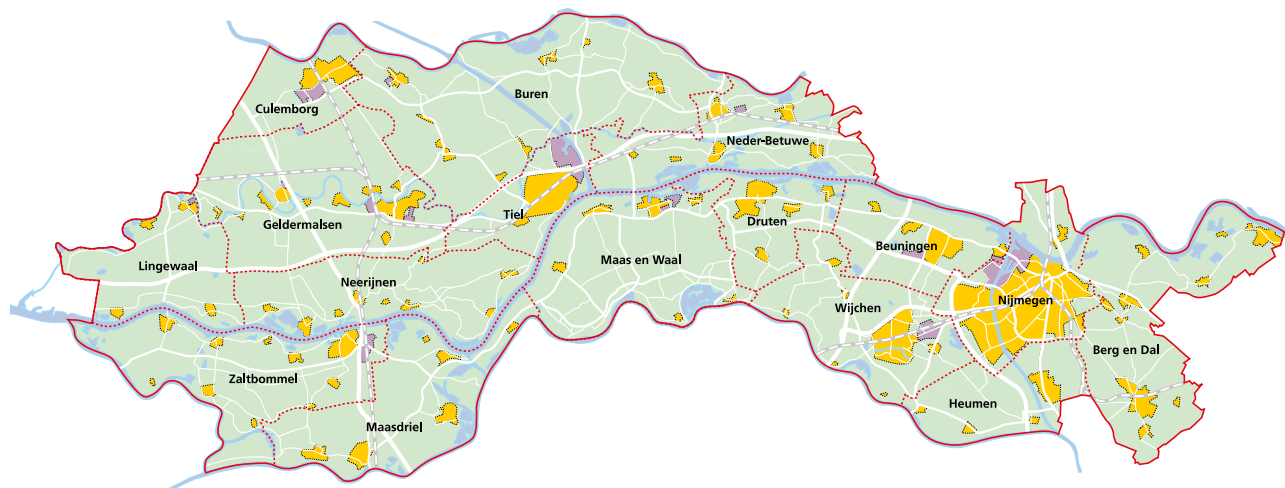 Buren
Culemborg
Neder-Betuwe
Tiel
Geldermalsen
Druten
Beuningen
Maas en Waal
Lingewaal
Neerijnen
Nijmegen
Wijchen
Berg en Dal
Zaltbommel
Heumen
Maasdriel